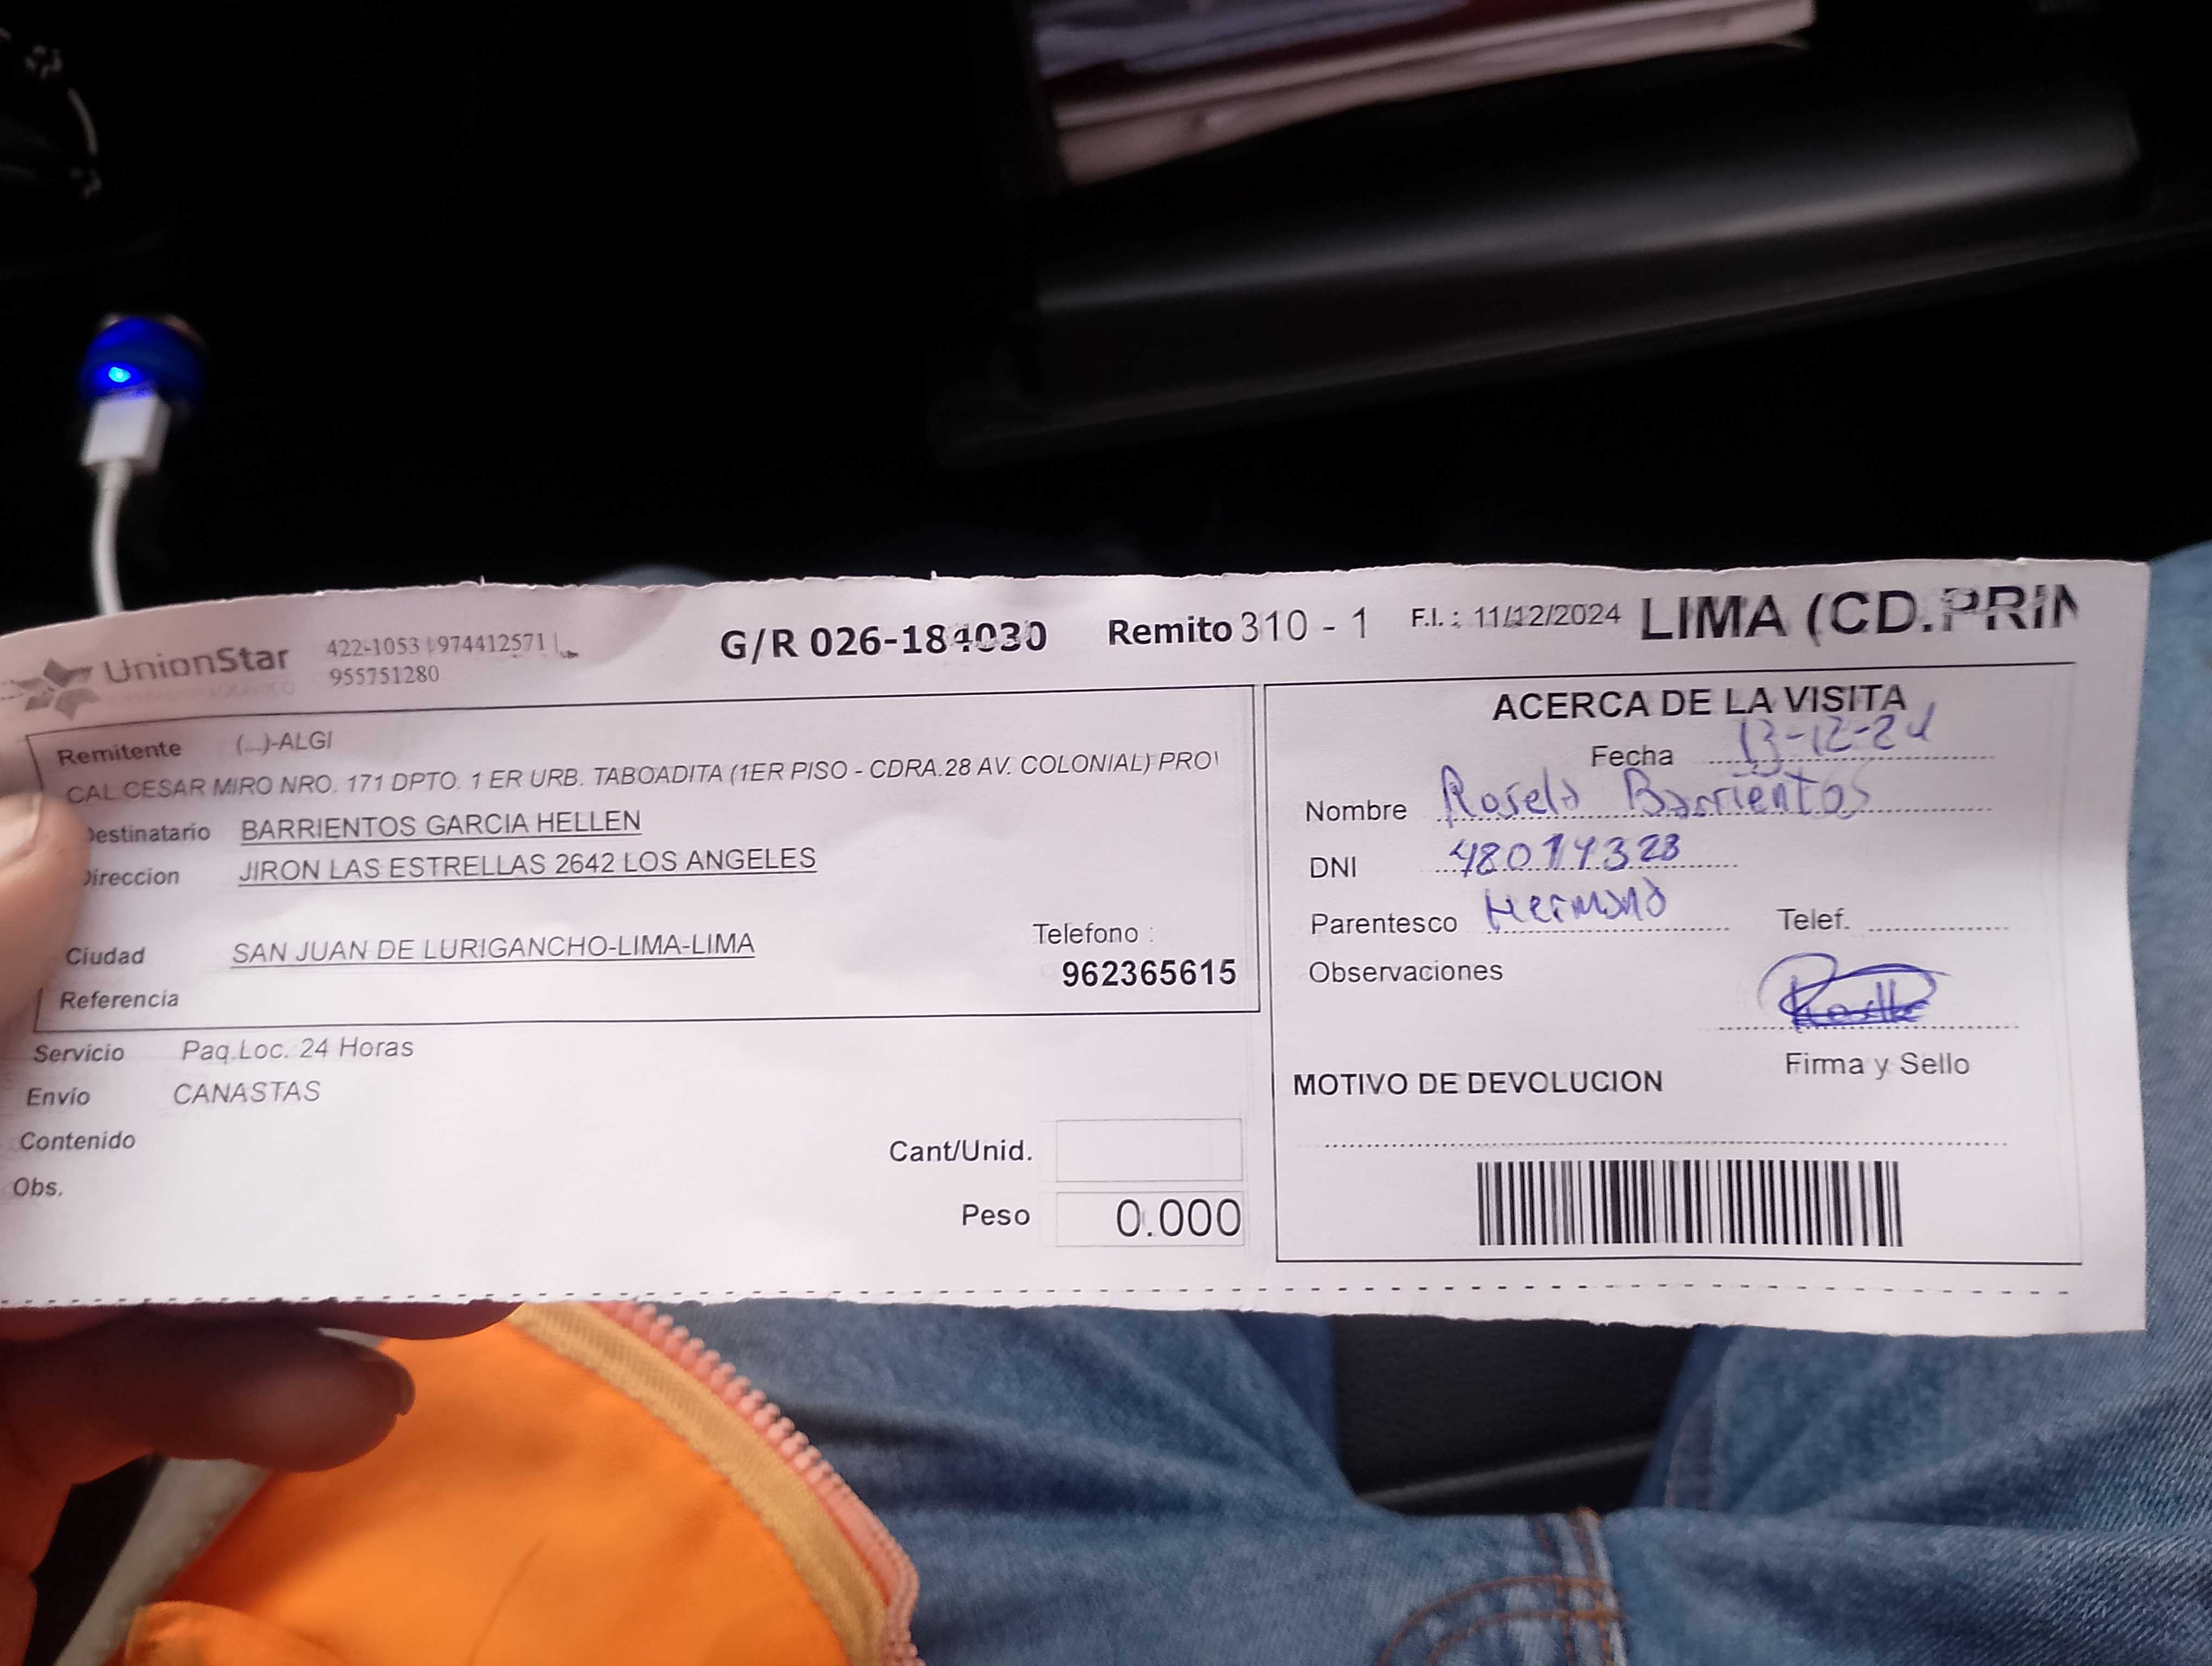 UnionStar
422-1053 | 974412571 |
955751280
G/R 026-184030
Remito 310 - 1
F.I. : 11/12/2024
LIMA (CD.PRIN
Remitente (...)-ALGI
CAL.CESAR MIRO NRO. 171 DPTO. 1 ER URB. TABOADITA (1ER PISO - CDRA.28 AV. COLONIAL) PRO
Destinatario BARRIENTOS GARCIA HELLEN
Direccion JIRON LAS ESTRELLAS 2642 LOS ANGELES
Ciudad SAN JUAN DE LURIGANCHO-LIMA-LIMA
Telefono :
962365615
Referencia
Servicio Paq.Loc. 24 Horas
Envío CANASTAS
Contenido
Obs.
Cant/Unid.
Peso 0.000
ACERCA DE LA VISITA
Fecha 13-12-24
Nombre Barrientos
DNI
Parentesco Hermana
Telef.
Observaciones
Firma y Sello
MOTIVO DE DEVOLUCION